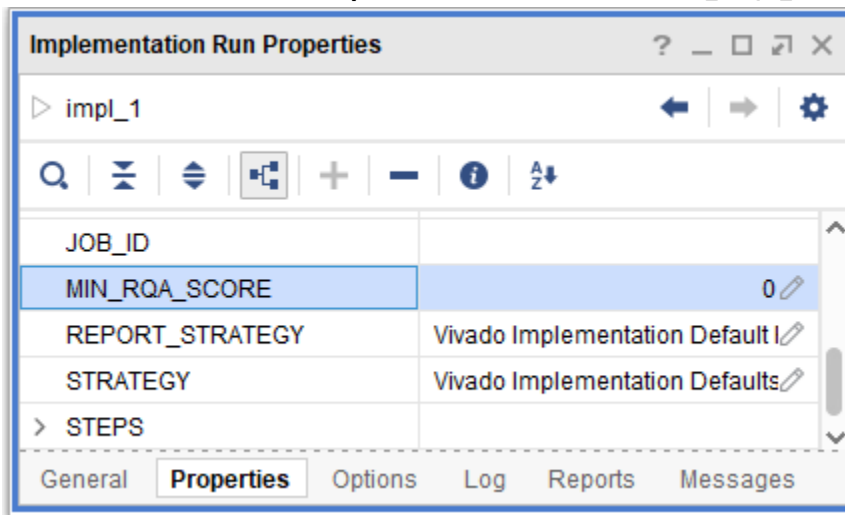 Implementation Run Properties
impl_1
JOB_ID
MIN_RQA_SCORE 0
REPORT_STRATEGY Vivado Implementation Default
STRATEGY Vivado Implementation Defaults
STEPS
General Properties Options Log Reports Messages